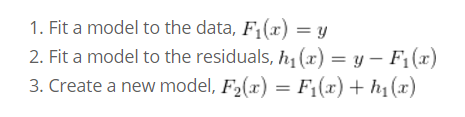 1. Fit a model to the data, F₁(x) = y
2. Fit a model to the residuals, h₁(x) = y − F₁(x)
3. Create a new model, F₂(x) = F₁(x) + h₁(x)